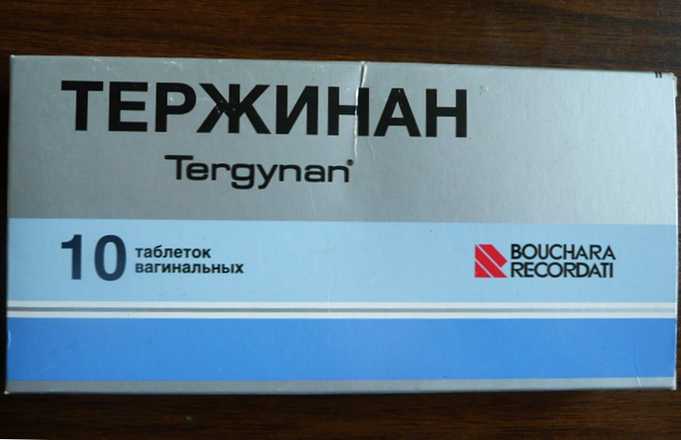 ТЕРЖИНАН
Tergynan®
10 таблеток
вагинальных
BOUCHARA
RECORDATI